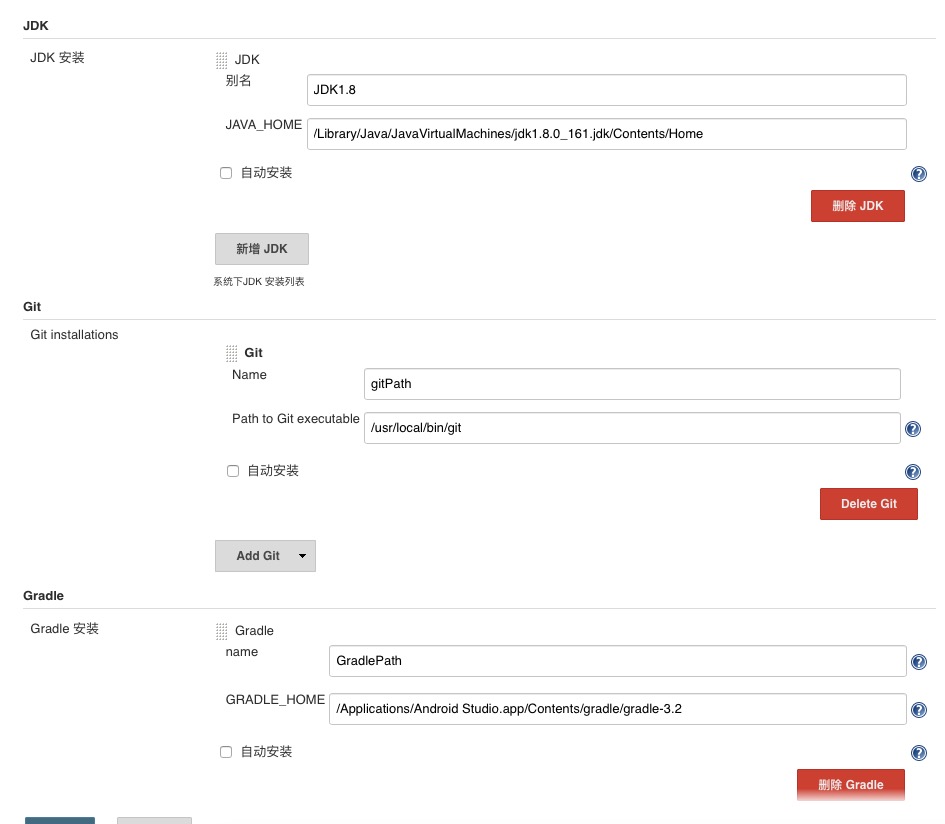 JDK
JDK 安装
JDK
别名
JDK1.8
JAVA_HOME
/Library/Java/JavaVirtualMachines/jdk1.8.0_161.jdk/Contents/Home
自动安装
删除 JDK
新增 JDK
系统下JDK 安装列表
Git
Git installations
Git
Name
gitPath
Path to Git executable
/usr/local/bin/git
自动安装
Delete Git
Add Git
Gradle
Gradle 安装
Gradle
name
GradlePath
GRADLE_HOME
/Applications/Android Studio.app/Contents/gradle/gradle-3.2
自动安装
删除 Gradle